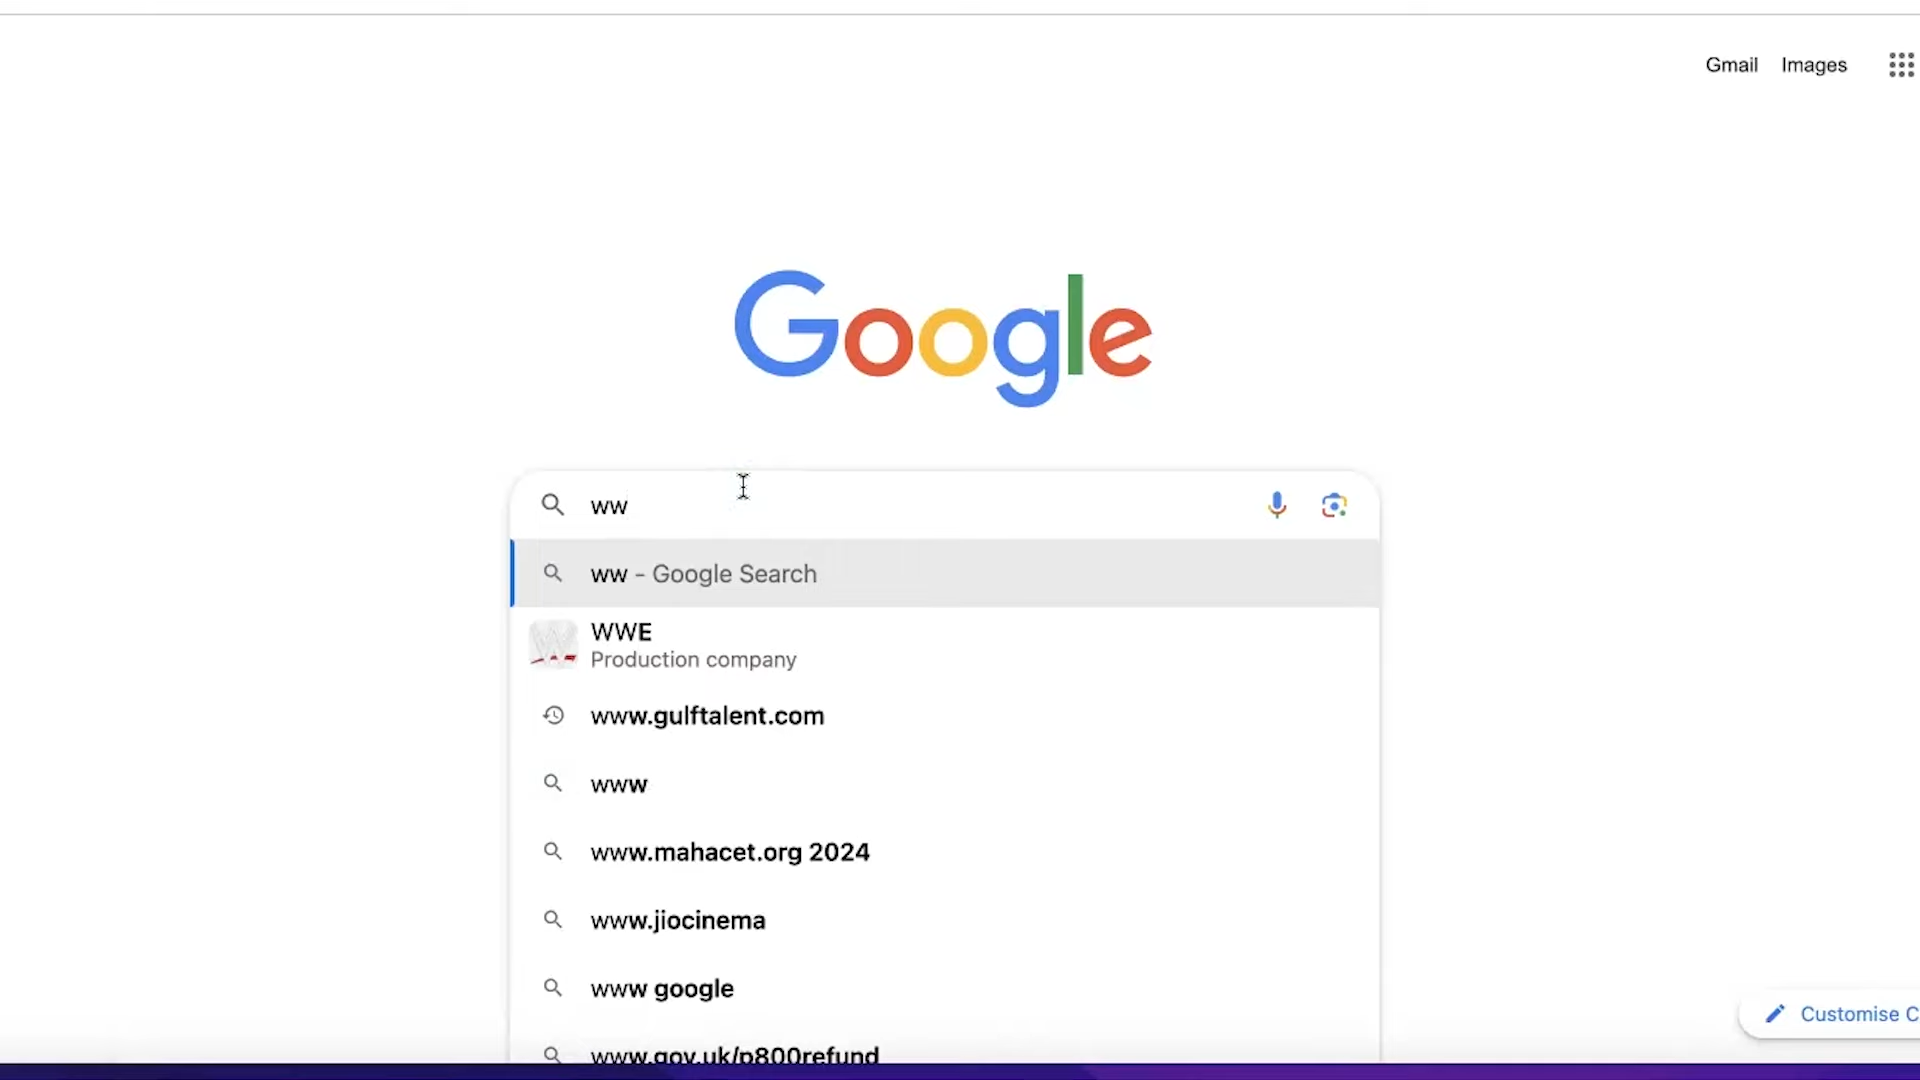 Gmail Images
Google
ww
ww - Google Search
WWE
Production company
www.gulftalent.com
www
www.mahacet.org 2024
www.jiocinema
www google
www.gov.uk/p800refund
Customise C